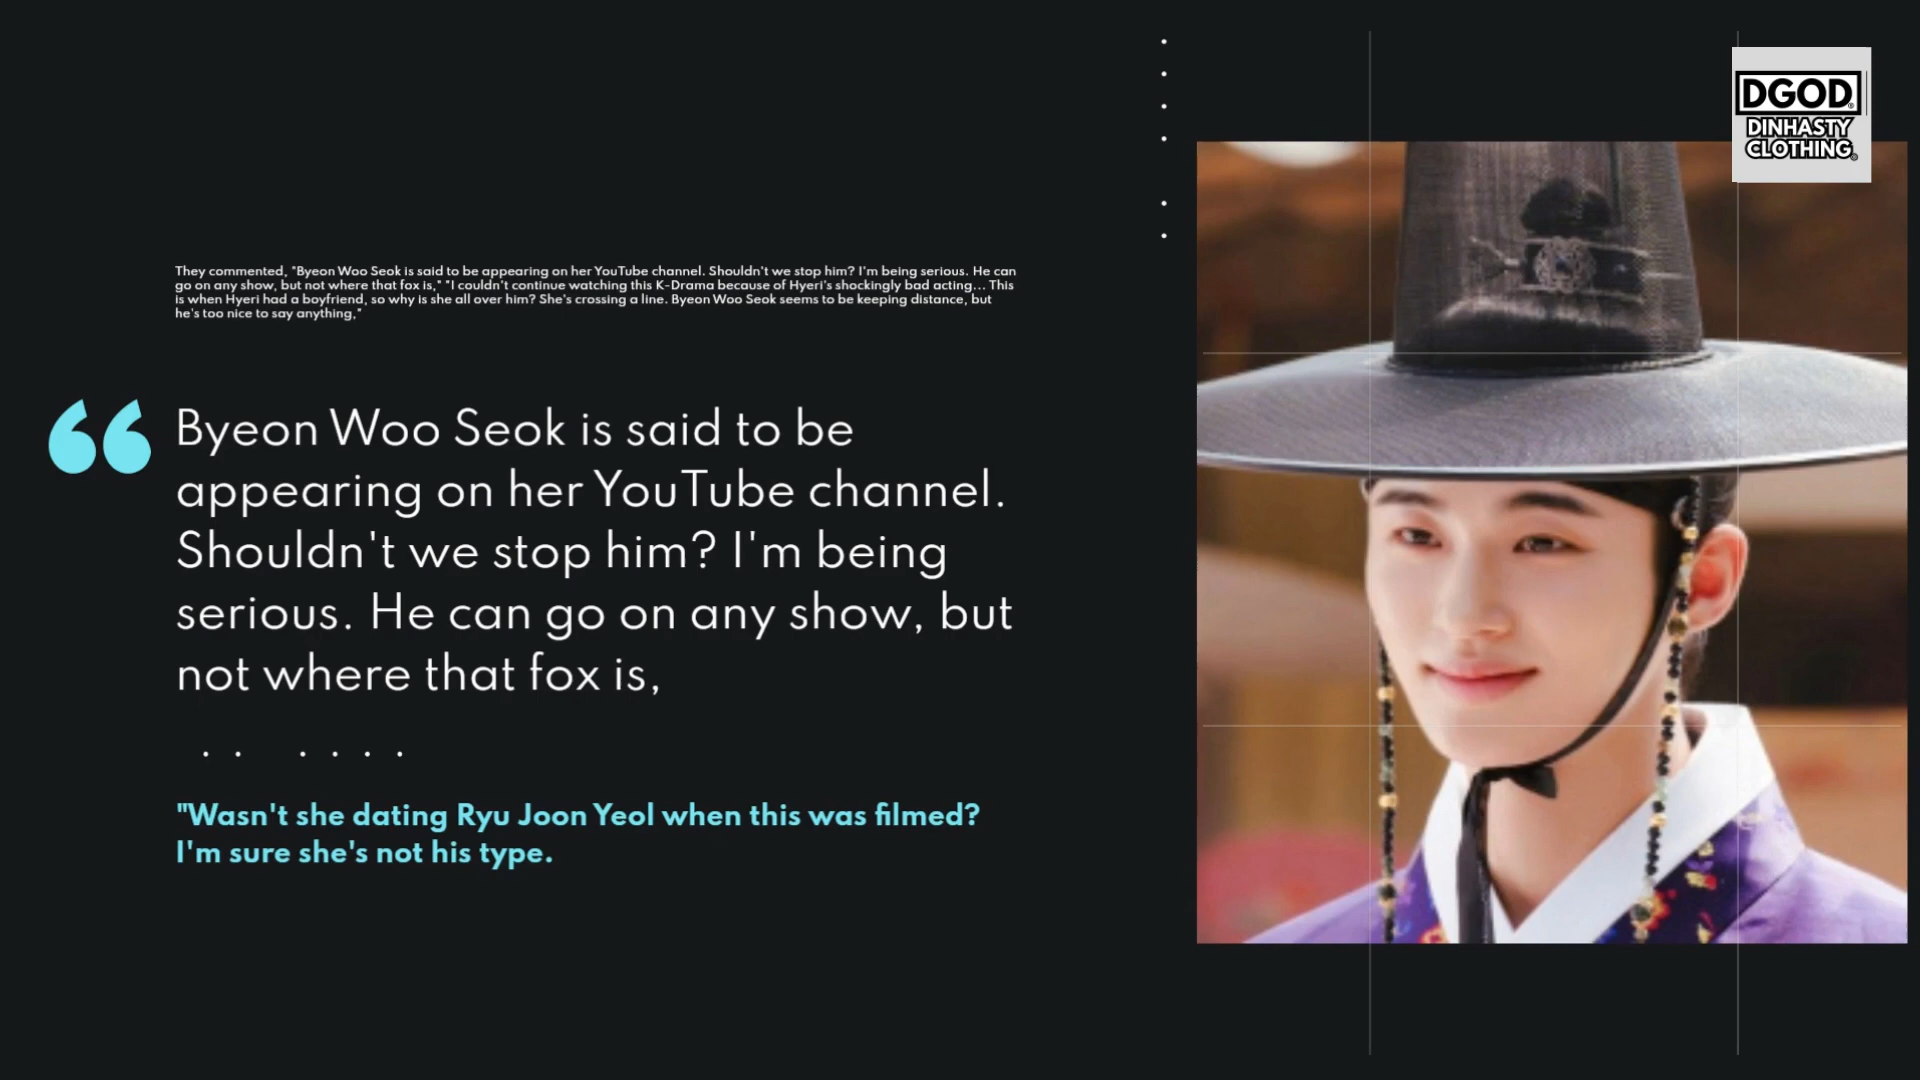 DGOD
DINHASTY
CLOTHING
They commented, "Byeon Woo Seok is said to be appearing on her YouTube channel. Shouldn't we stop him? I'm being serious. He can
go on any show, but not where that fox is," "I couldn't continue watching this K-Drama because of Hyeri's shockingly bad acting... This
is when Hyeri had a boyfriend, so why is she all over him? She's crossing a line. Byeon Woo Seok seems to be keeping distance, but
he's too nice to say anything,"
“Byeon Woo Seok is said to be
appearing on her YouTube channel.
Shouldn't we stop him? I'm being
serious. He can go on any show, but
not where that fox is,
"Wasn't she dating Ryu Joon Yeol when this was filmed?
I'm sure she's not his type.